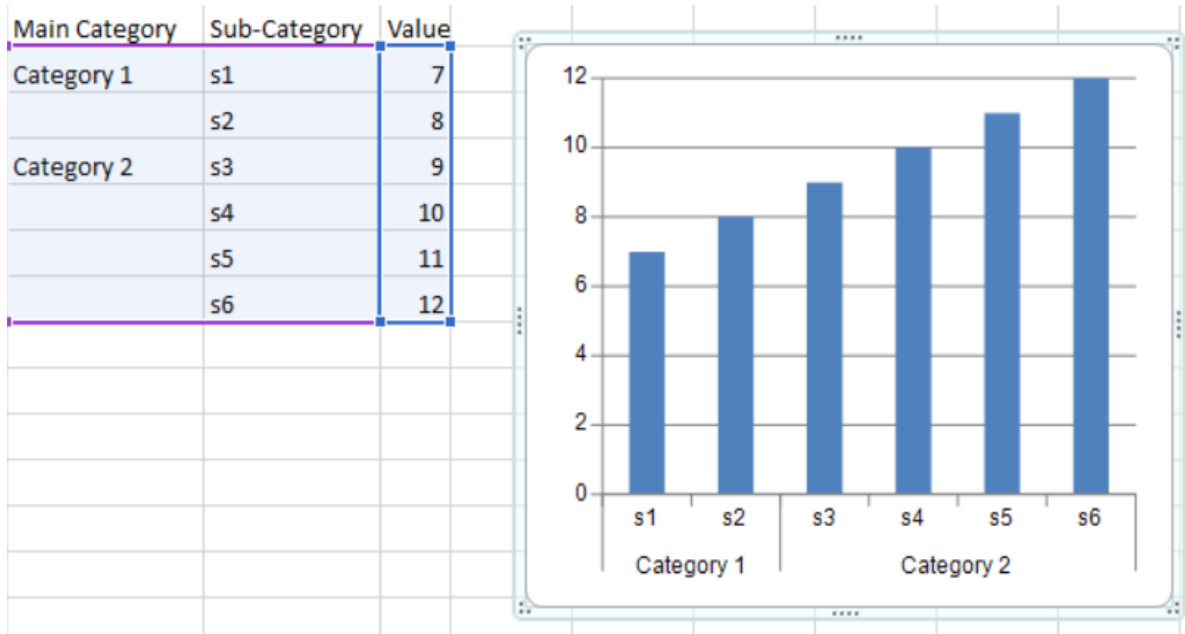 Main Category Sub-Category Value
Category 1 s1 7
s2 8
Category 2 s3 9
s4 10
s5 11
s6 12
12
10
8
6
4
2
0
s1 s2 s3 s4 s5 s6
Category 1 Category 2